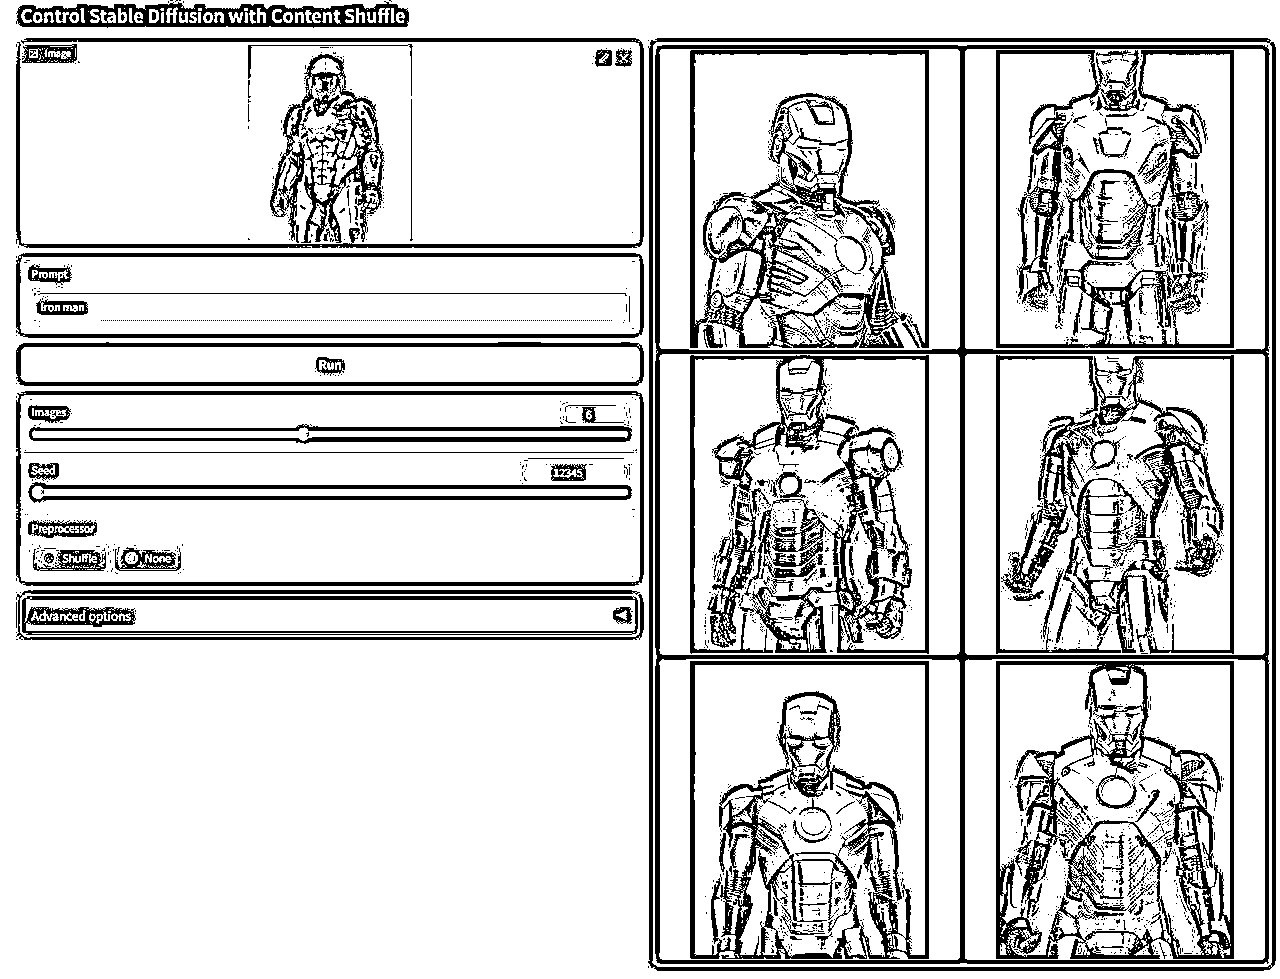 Control Stable Diffusion with Content Shuffle
Image
Prompt
Iron man
Run
Images
6
Seed
12345
Preprocessor
Shuffle
None
Advanced options